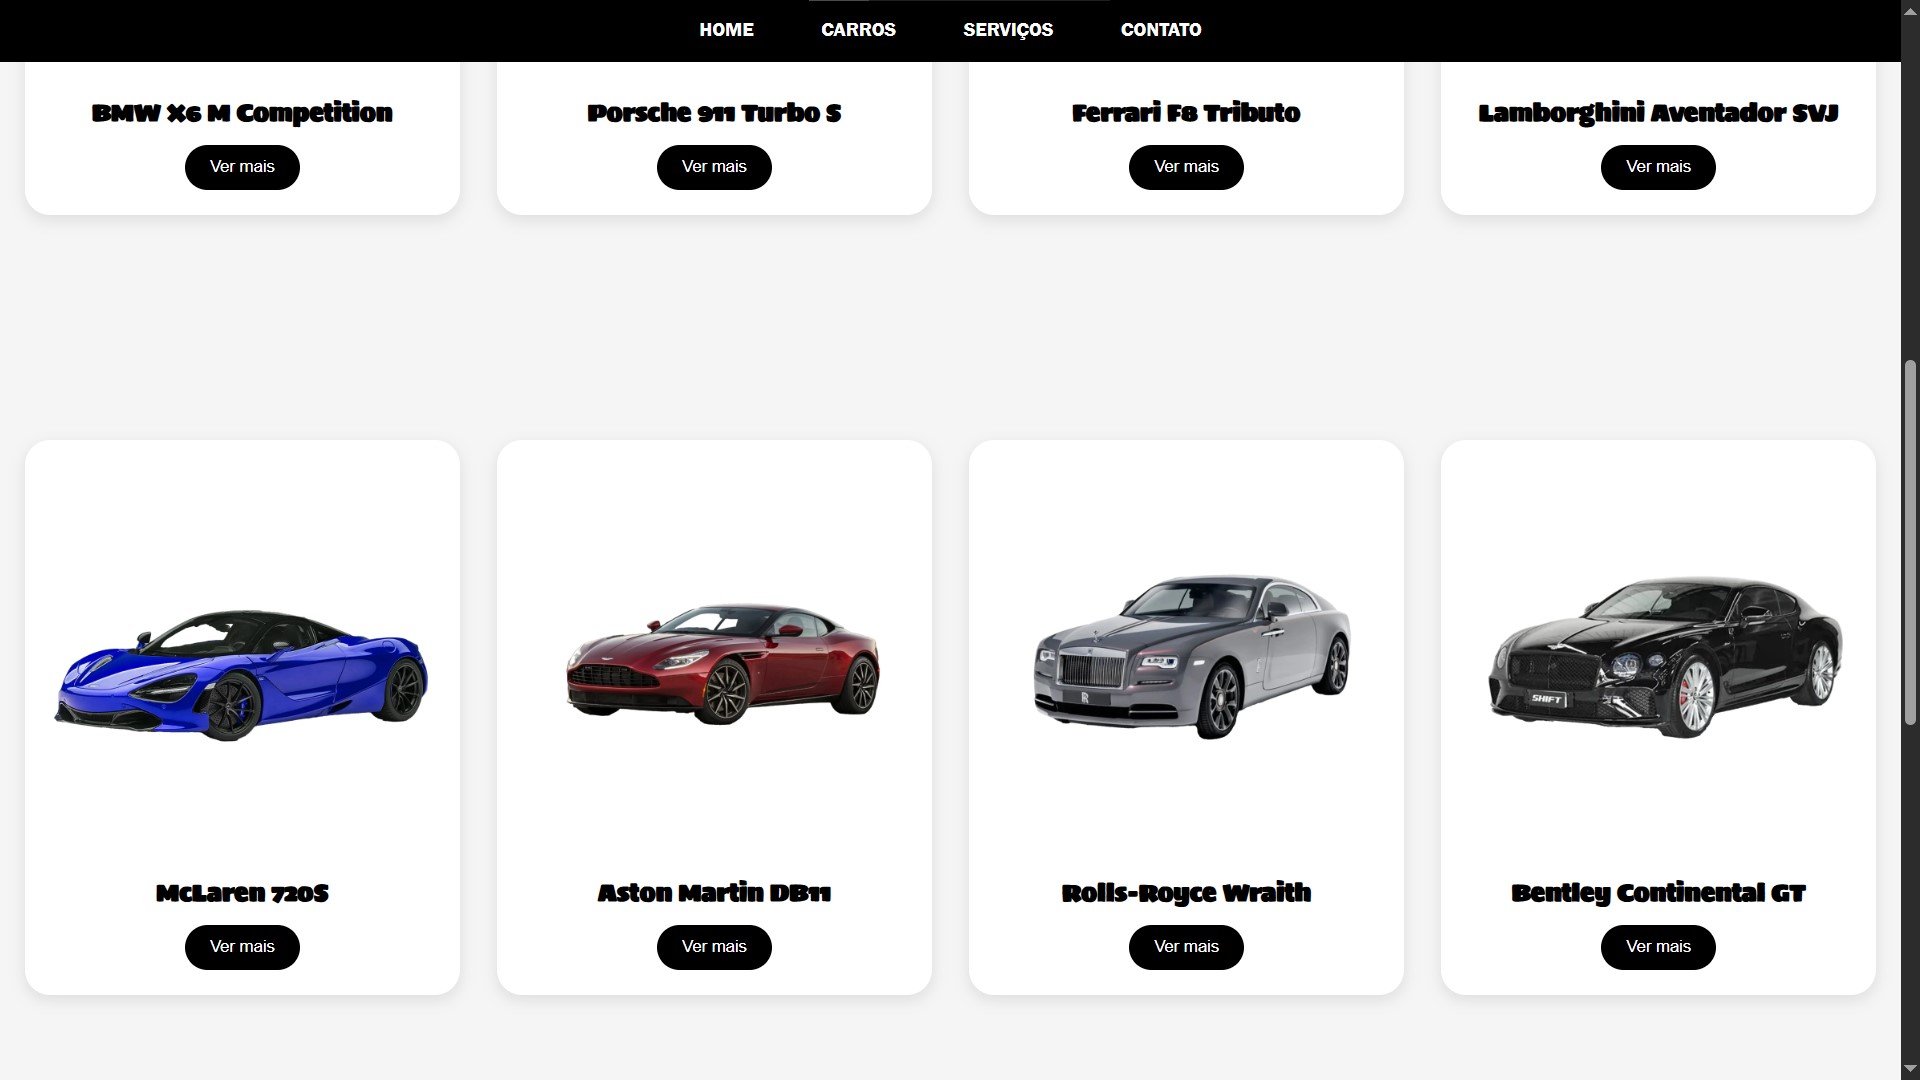 HOME CARROS SERVIÇOS CONTATO
BMW X6 M Competition
Ver mais
Porsche 911 Turbo S
Ver mais
Ferrari F8 Tributo
Ver mais
Lamborghini Aventador SVJ
Ver mais
McLaren 720S
Ver mais
Aston Martin DB11
Ver mais
Rolls-Royce Wraith
Ver mais
SHIFT
Bentley Continental GT
Ver mais